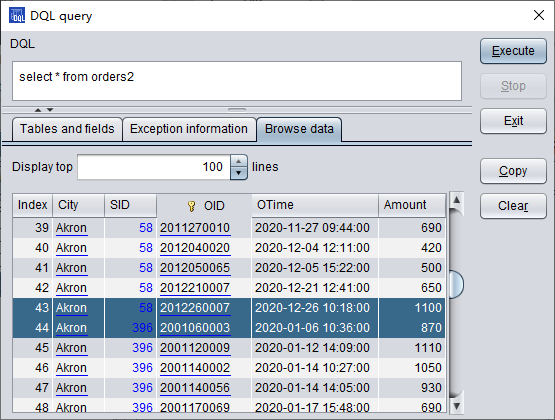 DQL query
DQL
Execute
select * from orders2
Stop
Exit
Tables and fields Exception information Browse data
Display top 100 lines
Copy
Clear
Index City SID OID OTime Amount
39 Akron 58 2011270010 2020-11-27 09:44:00 690
40 Akron 58 2012040020 2020-12-04 12:11:00 420
41 Akron 58 2012050065 2020-12-05 15:22:00 500
42 Akron 58 2012210007 2020-12-21 12:41:00 650
43 Akron 58 2012260007 2020-12-26 10:18:00 1100
44 Akron 396 2001060003 2020-01-06 10:36:00 870
45 Akron 396 2001120009 2020-01-12 14:09:00 1110
46 Akron 396 2001140002 2020-01-14 10:27:00 1050
47 Akron 396 2001140056 2020-01-14 14:05:00 930
48 Akron 396 2001170069 2020-01-17 15:48:00 690